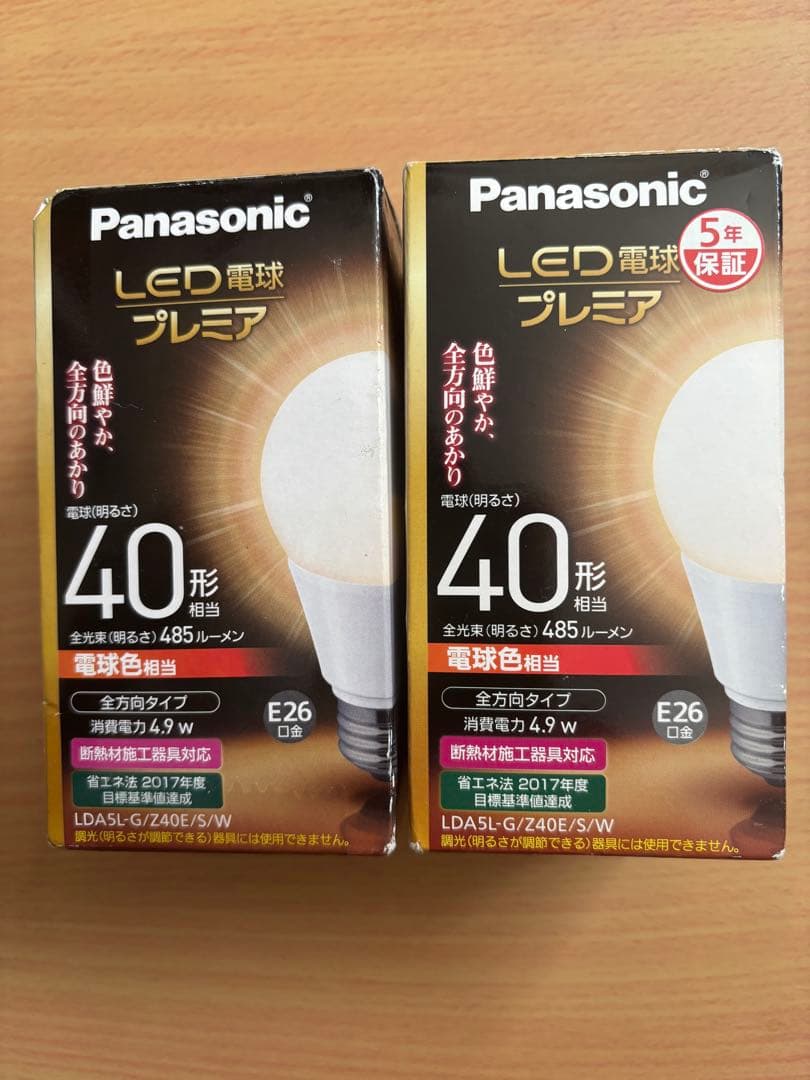 Panasonic®
LED電球
プレミア
色鮮やか、
全方向のあかり
電球(明るさ)
40形
相当
全光束(明るさ)485ルーメン
電球色相当
全方向タイプ
消費電力4.9W
E26
口金
断熱材施工器具対応
省エネ法 2017年度
目標基準値達成
LDA5L-G/Z40E/S/W
調光(明るさが調節できる)器具には使用できません。
Panasonic®
5年
保証
LED電球
プレミア
色鮮やか、
全方向のあかり
電球(明るさ)
40形
相当
全光束(明るさ)485ルーメン
電球色相当
全方向タイプ
消費電力4.9W
E26
口金
断熱材施工器具対応
省エネ法 2017年度
目標基準値達成
LDA5L-G/Z40E/S/W
調光(明るさが調節できる)器具には使用できません。